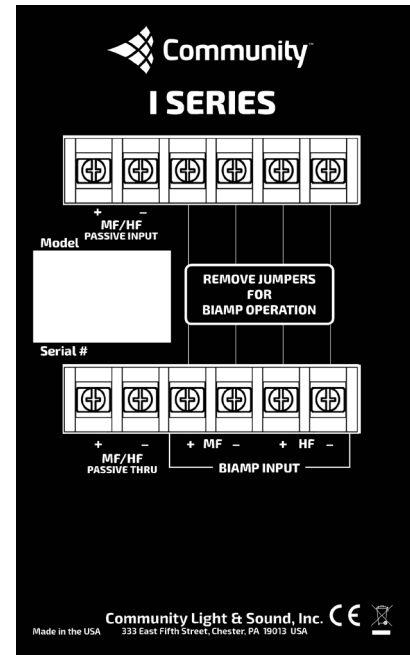 Community™
I SERIES
+ –
MF/HF
PASSIVE INPUT
Model
REMOVE JUMPERS
FOR
BIAMP OPERATION
Serial #
+ – + MF – + HF –
MF/HF
PASSIVE THRU
BIAMP INPUT
Community Light & Sound, Inc. CE
Made in the USA 333 East Fifth Street, Chester, PA 19013 USA